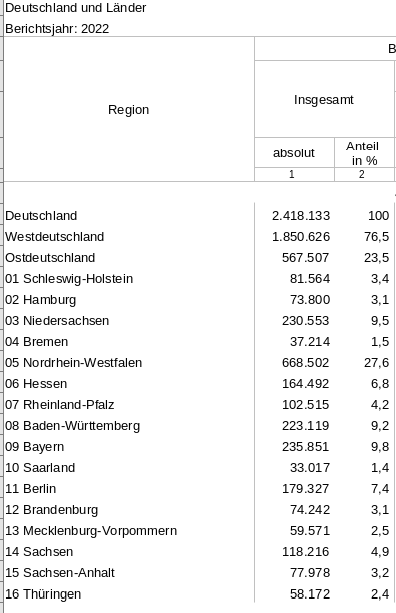 Deutschland und Länder
Berichtsjahr: 2022
B
Region
Insgesamt
absolut Anteil in %
1 2
Deutschland 2.418.133 100
Westdeutschland 1.850.626 76,5
Ostdeutschland 567.507 23,5
01 Schleswig-Holstein 81.564 3,4
02 Hamburg 73.800 3,1
03 Niedersachsen 230.553 9,5
04 Bremen 37.214 1,5
05 Nordrhein-Westfalen 668.502 27,6
06 Hessen 164.492 6,8
07 Rheinland-Pfalz 102.515 4,2
08 Baden-Württemberg 223.119 9,2
09 Bayern 235.851 9,8
10 Saarland 33.017 1,4
11 Berlin 179.327 7,4
12 Brandenburg 74.242 3,1
13 Mecklenburg-Vorpommern 59.571 2,5
14 Sachsen 118.216 4,9
15 Sachsen-Anhalt 77.978 3,2
16 Thüringen 58.172 2,4